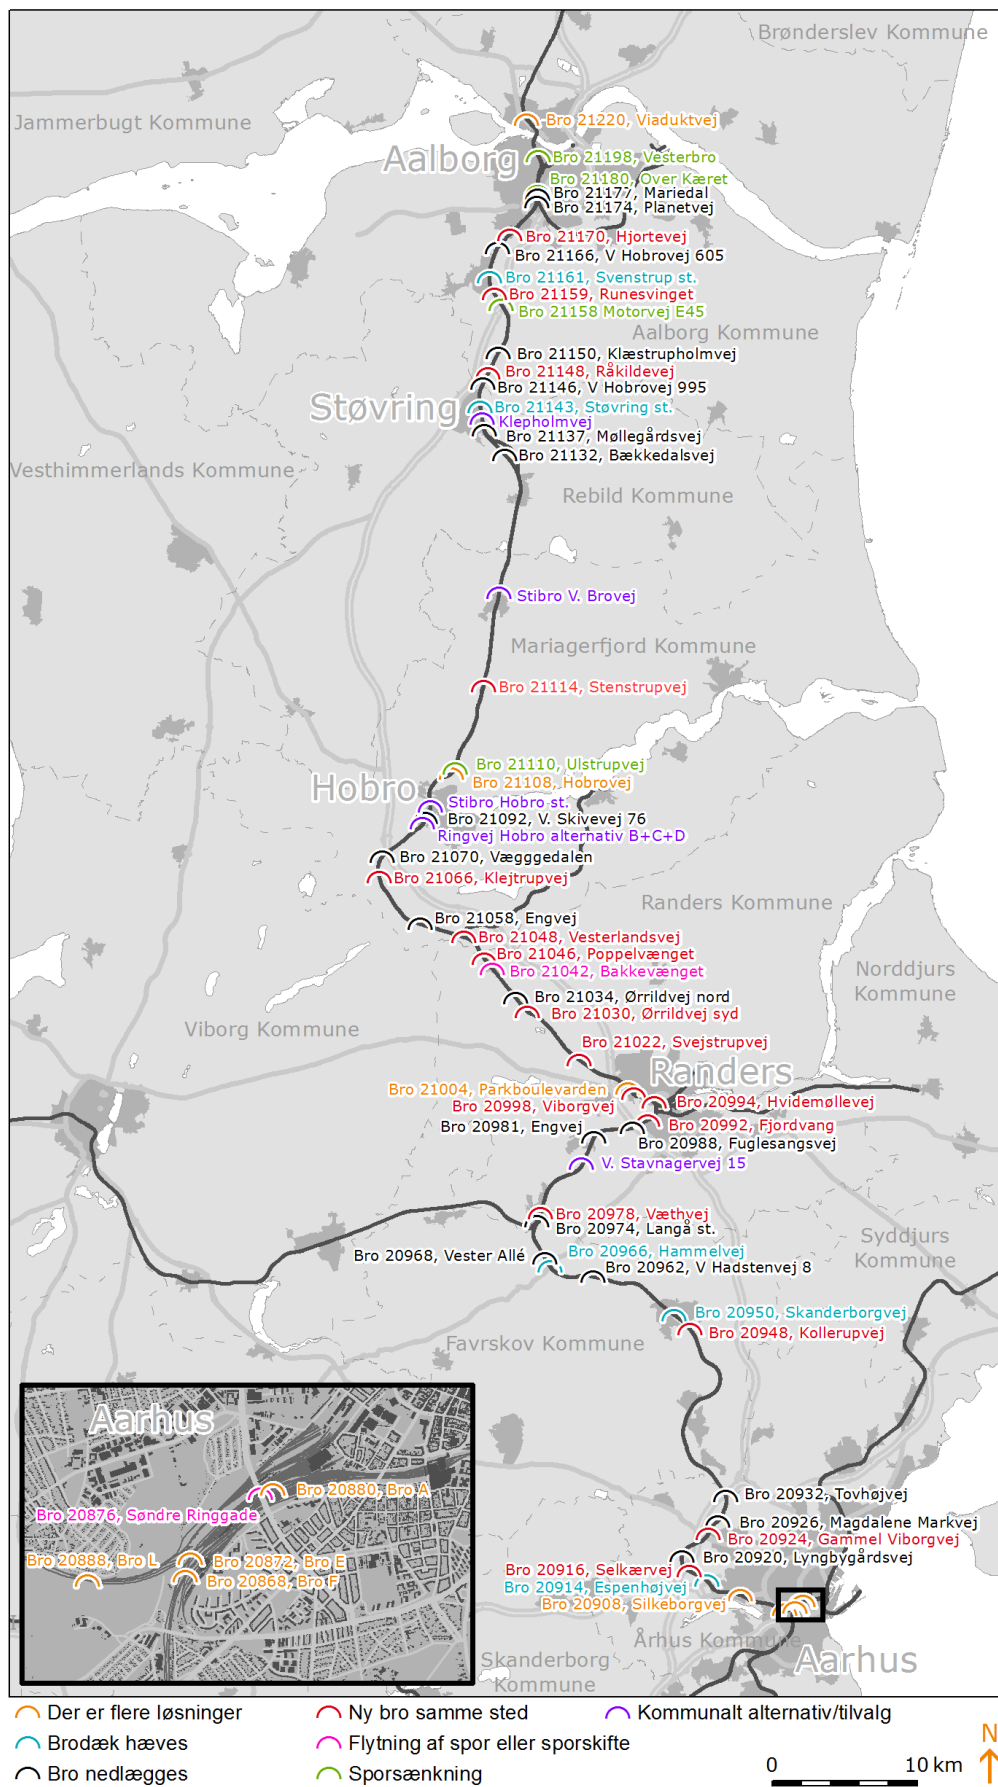 Brønderslev Kommune
Jammerbugt Kommune
Bro 21220, Viaduktvej
Aalborg
Bro 21198, Vesterbro
Bro 21180, Over Kæret
Bro 21177, Mariedal
Bro 21174, Planetvej
Bro 21170, Hjortevej
Bro 21166, V Hobrovej 605
Bro 21161, Svenstrup st.
Bro 21159, Runesvinget
Bro 21158 Motorvej E45
Aalborg Kommune
Bro 21150, Klæstrupholmvej
Bro 21148, Råkildevej
Bro 21146, V Hobrovej 995
Støvring
Bro 21143, Støvring st.
Klepholmvej
Bro 21137, Møllegårdsvej
Bro 21132, Bækkedalsvej
Vesthimmerlands Kommune
Rebild Kommune
Stibro V. Brovej
Mariagerfjord Kommune
Bro 21114, Stenstrupvej
Bro 21110, Ulstrupvej
Bro 21108, Hobrovej
Hobro
Stibro Hobro st.
Bro 21092, V. Skivevej 76
Ringvej Hobro alternativ B+C+D
Bro 21070, Vægggedalen
Bro 21066, Klejtrupvej
Randers Kommune
Bro 21058, Engvej
Bro 21048, Vesterlandsvej
Bro 21046, Poppelvænget
Bro 21042, Bakkevænget
Norddjurs
Kommune
Bro 21034, Ørrildvej nord
Bro 21030, Ørrildvej syd
Viborg Kommune
Bro 21022, Svejstrupvej
Randers
Bro 21004, Parkboulevarden
Bro 20998, Viborgvej
Bro 20994, Hvidemøllevej
Bro 20992, Fjordvang
Bro 20981, Engvej
Bro 20988, Fuglesangsvej
V. Stavnagervej 15
Bro 20978, Væthvej
Bro 20974, Langå st.
Syddjurs
Kommune
Bro 20968, Vester Allé
Bro 20966, Hammelvej
Bro 20962, V Hadstenvej 8
Bro 20950, Skanderborgvej
Bro 20948, Kollerupvej
Favrskov Kommune
Aarhus
Bro 20880, Bro A
Bro 20876, Søndre Ringgade
Bro 20888, Bro L
Bro 20872, Bro E
Bro 20868, Bro F
Bro 20932, Tovhøjvej
Bro 20926, Magdalene Markvej
Bro 20924, Gammel Viborgvej
Bro 20920, Lyngbygårdsvej
Bro 20916, Selkærvej
Bro 20914, Espenhøjvej
Bro 20908, Silkeborgvej
Århus Kommune
Aarhus
Skanderborg
Kommune
Der er flere løsninger
Ny bro samme sted
Kommunalt alternativ/tilvalg
Brodæk hæves
Flytning af spor eller sporskifte
Bro nedlægges
Sporsænkning
N
0 10 km